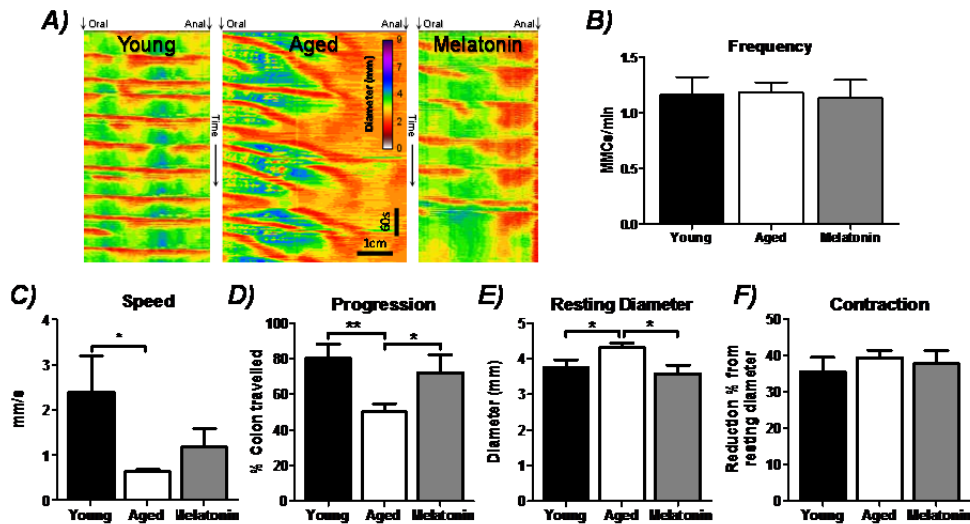 A)
Oral Anal Oral Anal Oral Anal
Young Aged Melatonin
Diameter (mm)
9
7
4
2
0
Time
Time
60s
1cm
B)
Frequency
MMCs/min
1.5
1.0
0.5
0.0
Young Aged Melatonin
C)
Speed
mm/s
4
3
2
1
0
*
Young Aged Melatonin
D)
Progression
% Colon travelled
100
80
60
40
20
0
** *
Young Aged Melatonin
E)
Resting Diameter
Diameter (mm)
5
4
3
2
1
0
* *
Young Aged Melatonin
F)
Contraction
Reduction % from
resting diameter
50
40
30
20
10
0
Young Aged Melatonin